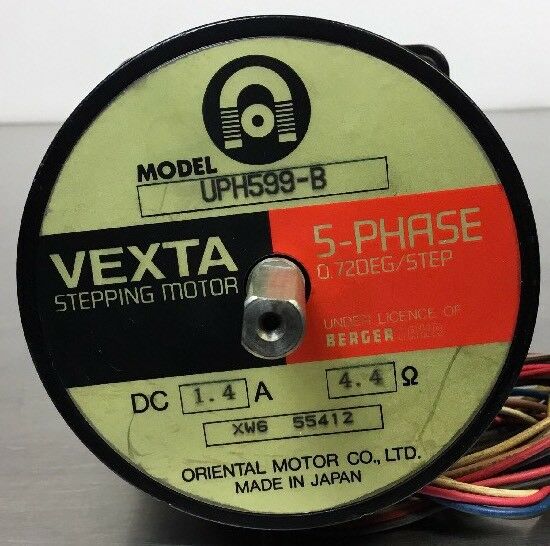 MODEL
UPH599-B
VEXTA
STEPPING MOTOR
5-PHASE
0.72DEG/STEP
UNDER LICENCE OF
BERGER
DC 1.4 A 4.4 Ω
XW6 55412
ORIENTAL MOTOR CO., LTD.
MADE IN JAPAN